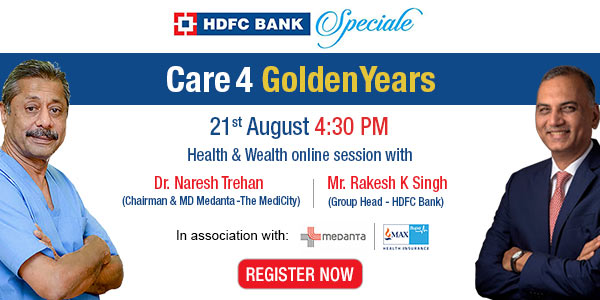 HDFC BANK Speciale
Care 4 GoldenYears
21st August 4:30 PM
Health & Wealth online session with
Dr. Naresh Trehan
(Chairman & MD Medanta -The MediCity)
Mr. Rakesh K Singh
(Group Head - HDFC Bank)
In association with: medanta MAX Bupa
HEALTH INSURANCE
REGISTER NOW